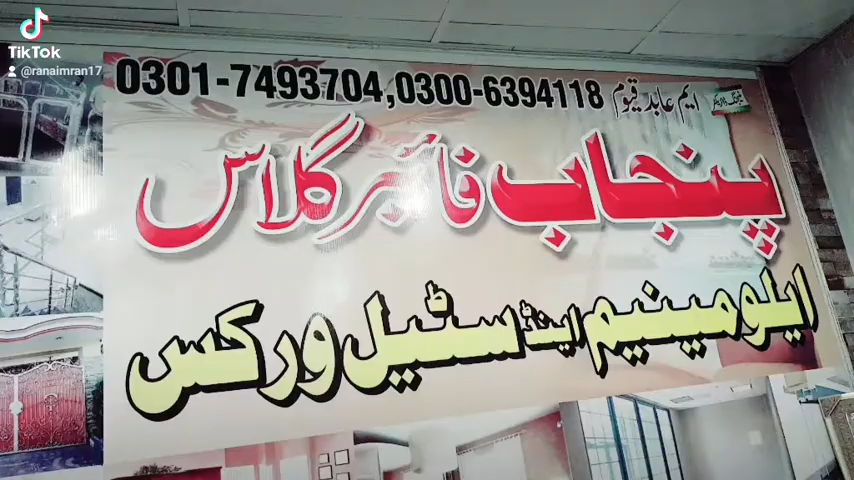 TikTok
@ranaimran17
0301-7493704,0300-6394118 ایم عابد قیوم
پنجاب فائبر گلاس
ایلومینیم اینڈ سٹیل ورکس